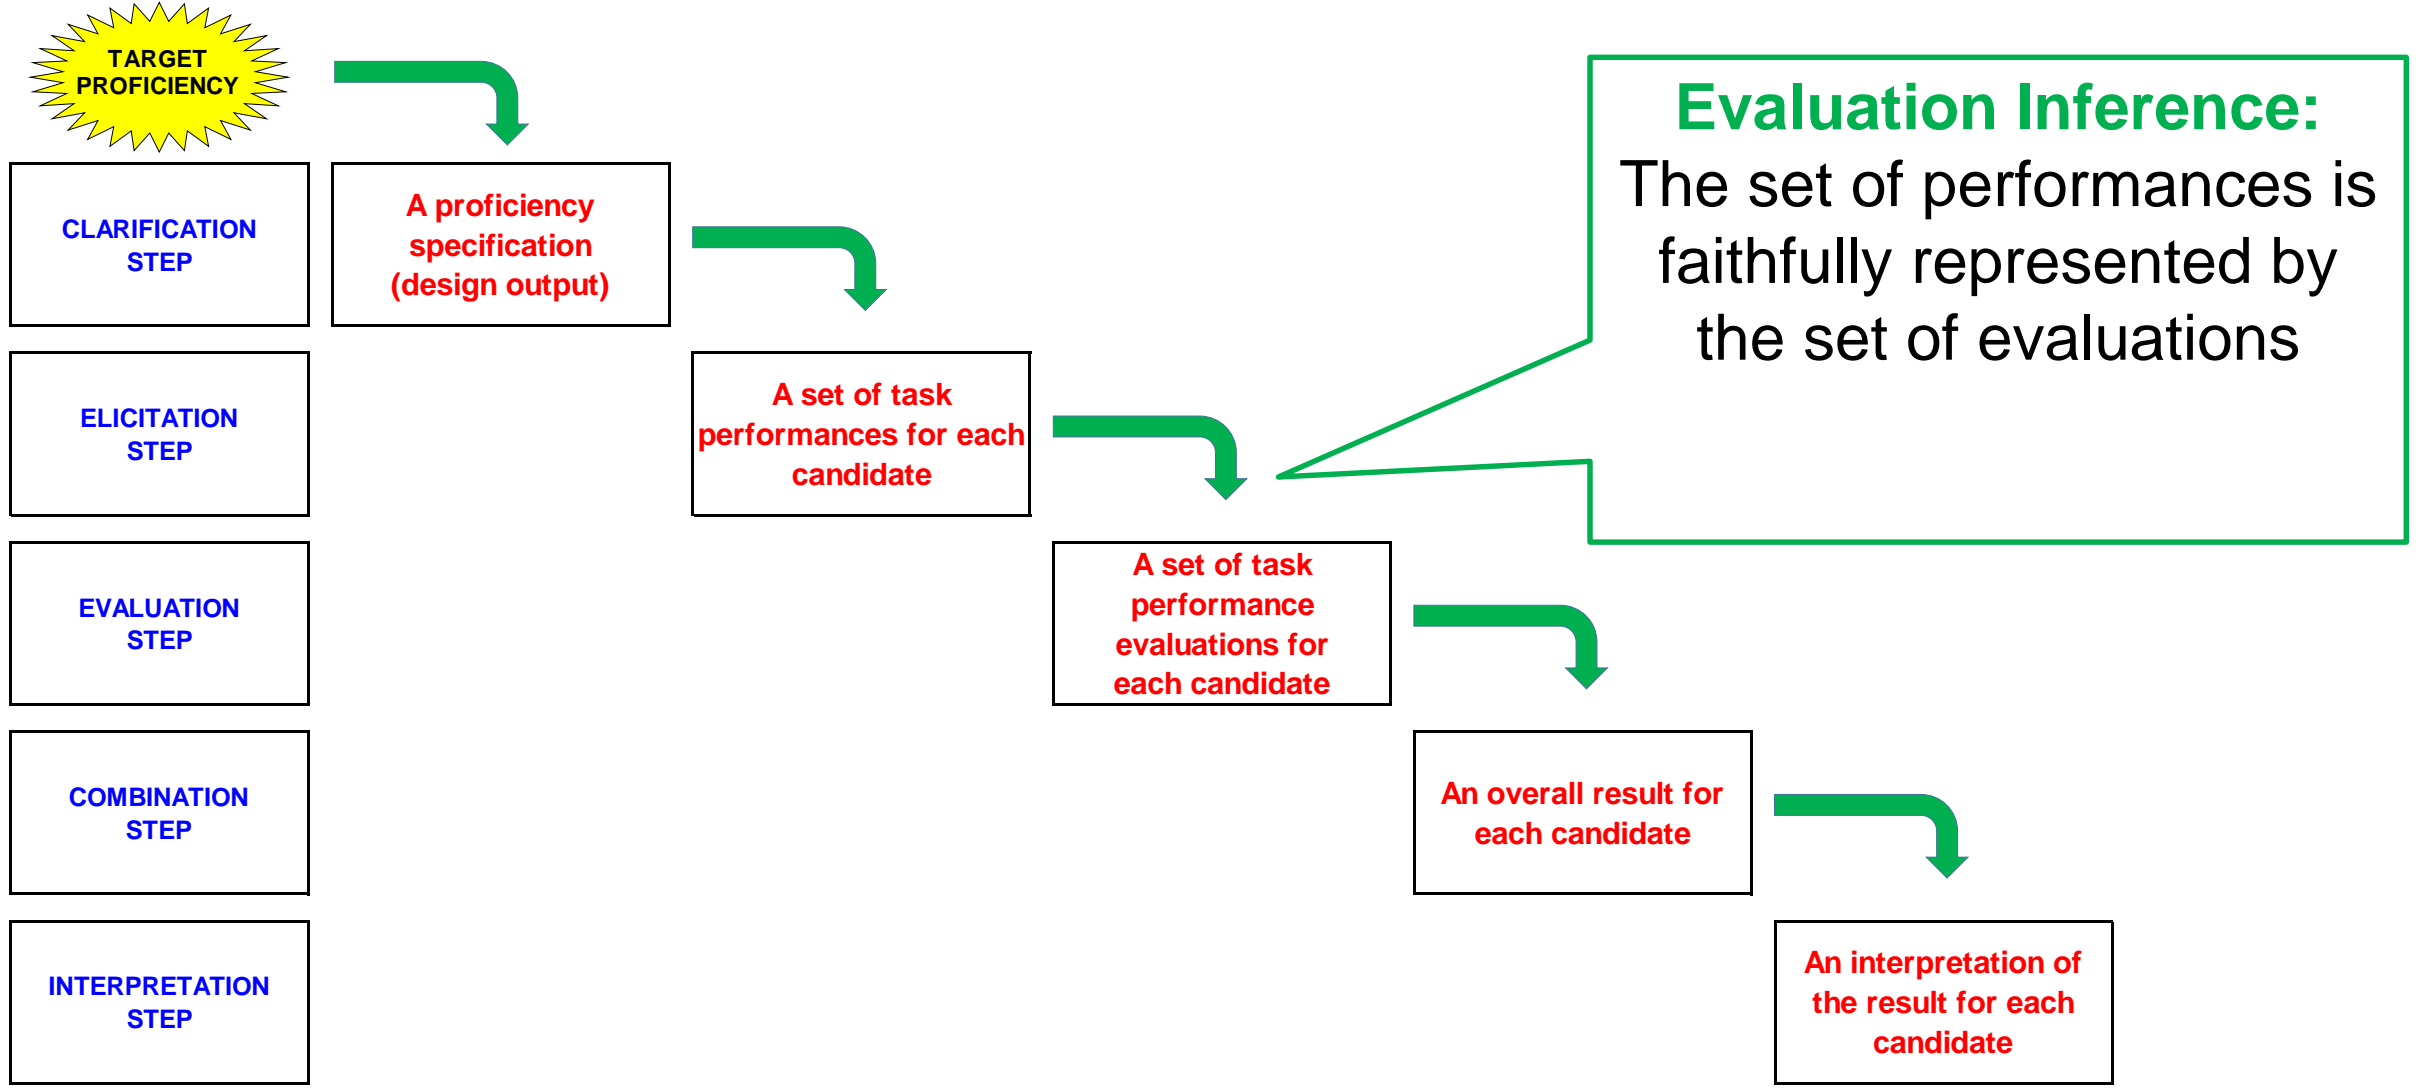 TARGET
PROFICIENCY
CLARIFICATION
STEP
A proficiency
specification
(design output)
Evaluation Inference:
The set of performances is
faithfully represented by
the set of evaluations
ELICITATION
STEP
A set of task
performances for each
candidate
EVALUATION
STEP
A set of task
performance
evaluations for
each candidate
COMBINATION
STEP
An overall result for
each candidate
INTERPRETATION
STEP
An interpretation of
the result for each
candidate